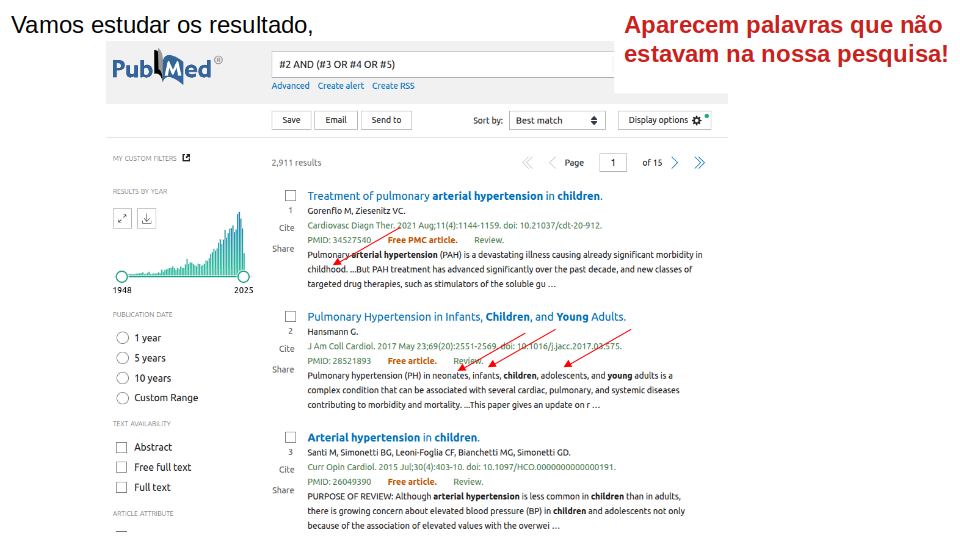 Vamos estudar os resultado,
Aparecem palavras que não
estavam na nossa pesquisa!
PubMed®
#2 AND (#3 OR #4 OR #5)
Advanced Create alert Create RSS
Save Email Send to Sort by: Best match Display options
MY CUSTOM FILTERS
2,911 results
Page 1 of 15
RESULTS BY YEAR
1948 2025
PUBLICATION DATE
1 year
5 years
10 years
Custom Range
TEXT AVAILABILITY
Abstract
Free full text
Full text
ARTICLE ATTRIBUTE
Treatment of pulmonary arterial hypertension in children.
1
Gorenflo M, Ziesenitz VC.
Cite
Cardiovasc Diagn Ther. 2021 Aug;11(4):1144-1159. doi: 10.21037/cdt-20-912.
Share
PMID: 34527540 Free PMC article. Review.
Pulmonary arterial hypertension (PAH) is a devastating illness causing already significant morbidity in
childhood. ...But PAH treatment has advanced significantly over the past decade, and new classes of
targeted drug therapies, such as stimulators of the soluble gu ...
Pulmonary Hypertension in Infants, Children, and Young Adults.
2
Hansmann G.
Cite
J Am Coll Cardiol. 2017 May 23;69(20):2551-2569. doi: 10.1016/j.jacc.2017.03.575.
Share
PMID: 28521893 Free article. Review.
Pulmonary hypertension (PH) in neonates, infants, children, adolescents, and young adults is a
complex condition that can be associated with several cardiac, pulmonary, and systemic diseases
contributing to morbidity and mortality. ...This paper gives an update on r ...
Arterial hypertension in children.
3
Santi M, Simonetti BG, Leoni-Foglia CF, Bianchetti MG, Simonetti GD.
Cite
Curr Opin Cardiol. 2015 Jul;30(4):403-10. doi: 10.1097/HCO.0000000000000191.
Share
PMID: 26049390 Free article. Review.
PURPOSE OF REVIEW: Although arterial hypertension is less common in children than in adults,
there is growing concern about elevated blood pressure (BP) in children and adolescents not only
because of the association of elevated values with the overwei ...